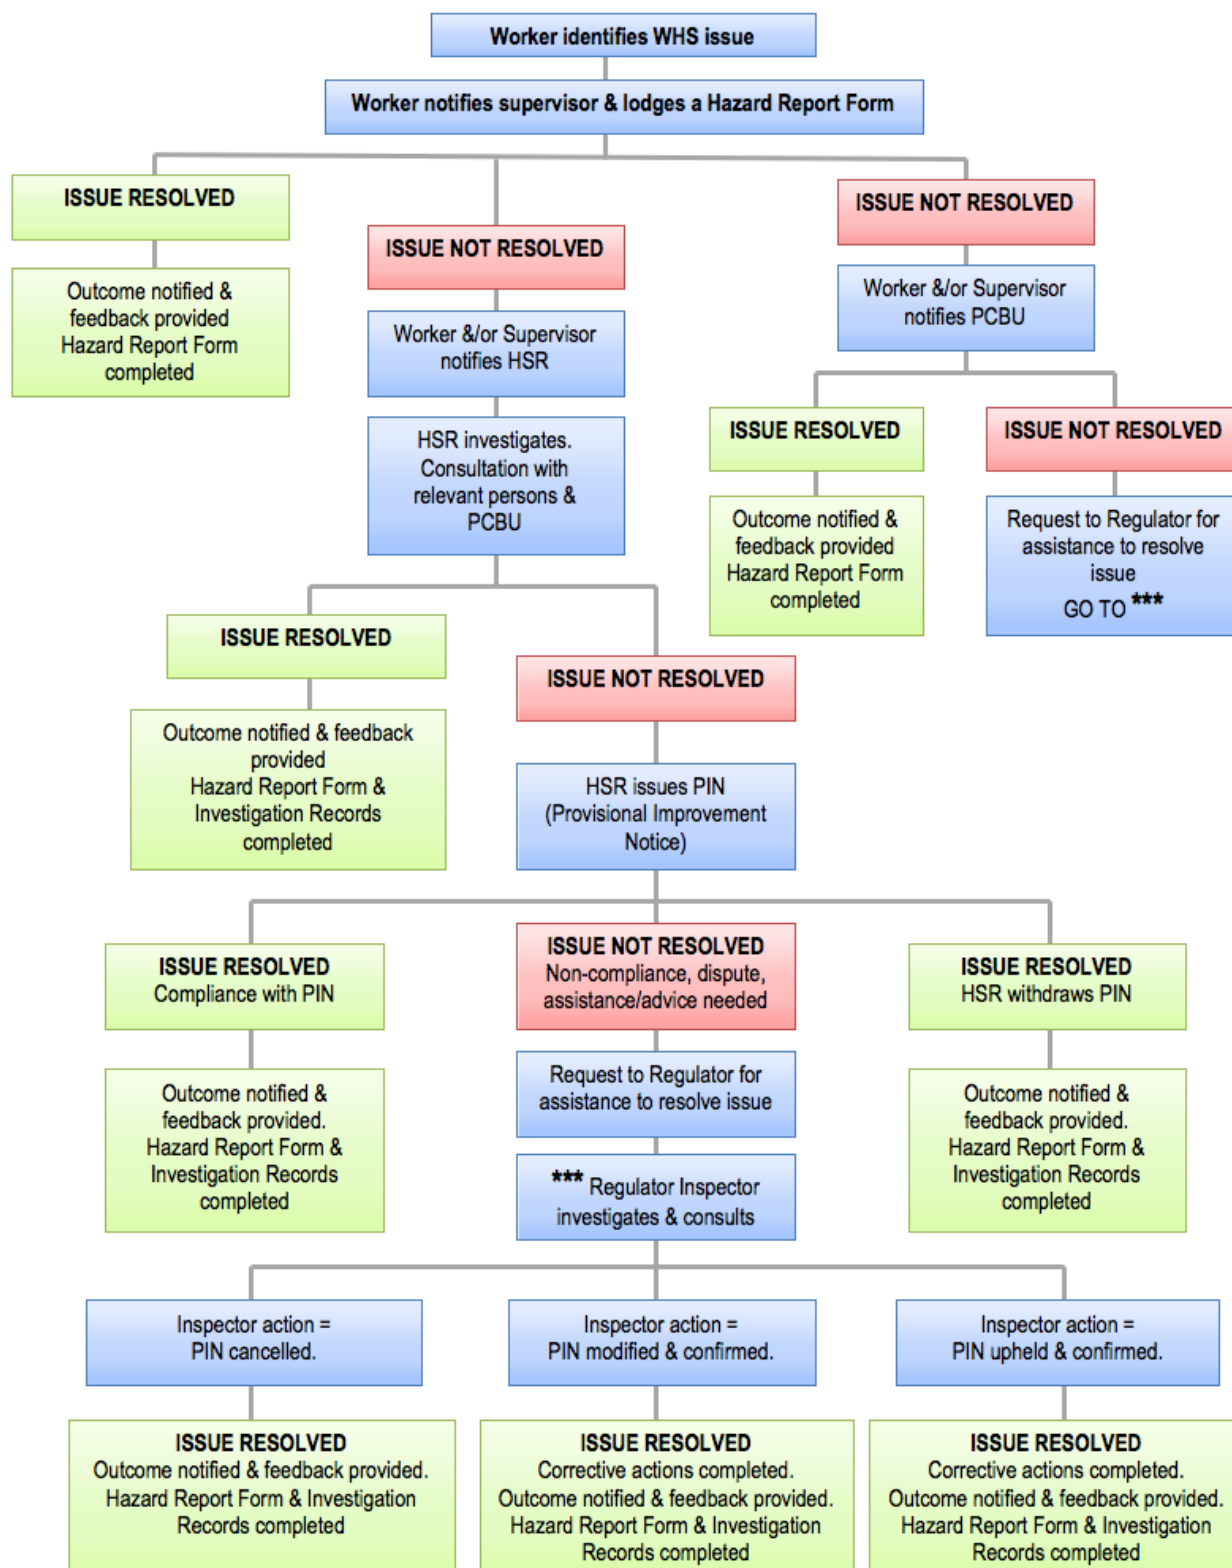 Worker identifies WHS issue
Worker notifies supervisor & lodges a Hazard Report Form
ISSUE RESOLVED
Outcome notified &
feedback provided
Hazard Report Form
completed
ISSUE NOT RESOLVED
Worker &/or Supervisor
notifies HSR
HSR investigates.
Consultation with
relevant persons &
PCBU
ISSUE NOT RESOLVED
Worker &/or Supervisor
notifies PCBU
ISSUE RESOLVED
Outcome notified &
feedback provided
Hazard Report Form
completed
ISSUE NOT RESOLVED
Request to Regulator for
assistance to resolve
issue
GO TO ***
ISSUE RESOLVED
Outcome notified & feedback
provided
Hazard Report Form &
Investigation Records
completed
ISSUE NOT RESOLVED
HSR issues PIN
(Provisional Improvement
Notice)
ISSUE RESOLVED
Compliance with PIN
Outcome notified &
feedback provided.
Hazard Report Form &
Investigation Records
completed
ISSUE NOT RESOLVED
Non-compliance, dispute,
assistance/advice needed
Request to Regulator for
assistance to resolve issue
*** Regulator Inspector
investigates & consults
ISSUE RESOLVED
HSR withdraws PIN
Outcome notified &
feedback provided.
Hazard Report Form &
Investigation Records
completed
Inspector action =
PIN cancelled.
ISSUE RESOLVED
Outcome notified & feedback provided.
Hazard Report Form & Investigation
Records completed
Inspector action =
PIN modified & confirmed.
ISSUE RESOLVED
Corrective actions completed.
Outcome notified & feedback provided.
Hazard Report Form & Investigation
Records completed
Inspector action =
PIN upheld & confirmed.
ISSUE RESOLVED
Corrective actions completed.
Outcome notified & feedback provided.
Hazard Report Form & Investigation
Records completed